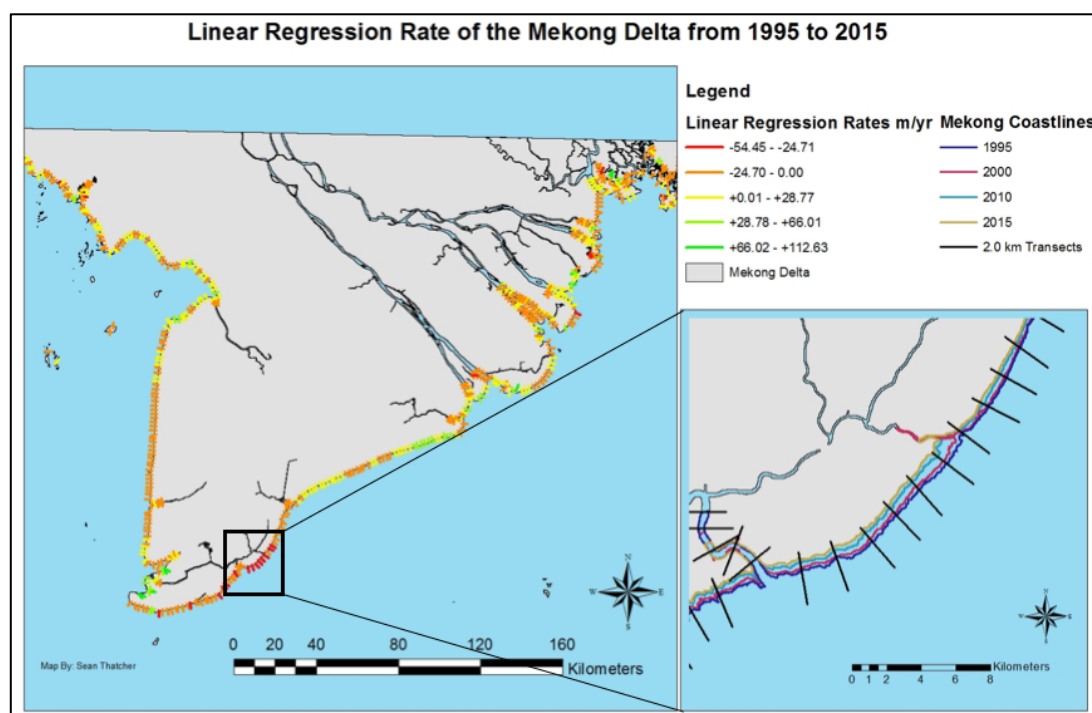 Linear Regression Rate of the Mekong Delta from 1995 to 2015
Legend
Linear Regression Rates m/yr
-54.45 - -24.71
-24.70 - 0.00
+0.01 - +28.77
+28.78 - +66.01
+66.02 - +112.63
Mekong Delta
Mekong Coastlines
1995
2000
2010
2015
2.0 km Transects
N
W E
S
0 20 40 80 120 160
Kilometers
Map By: Sean Thatcher
N
W E
S
Kilometers
0 1 2 4 6 8